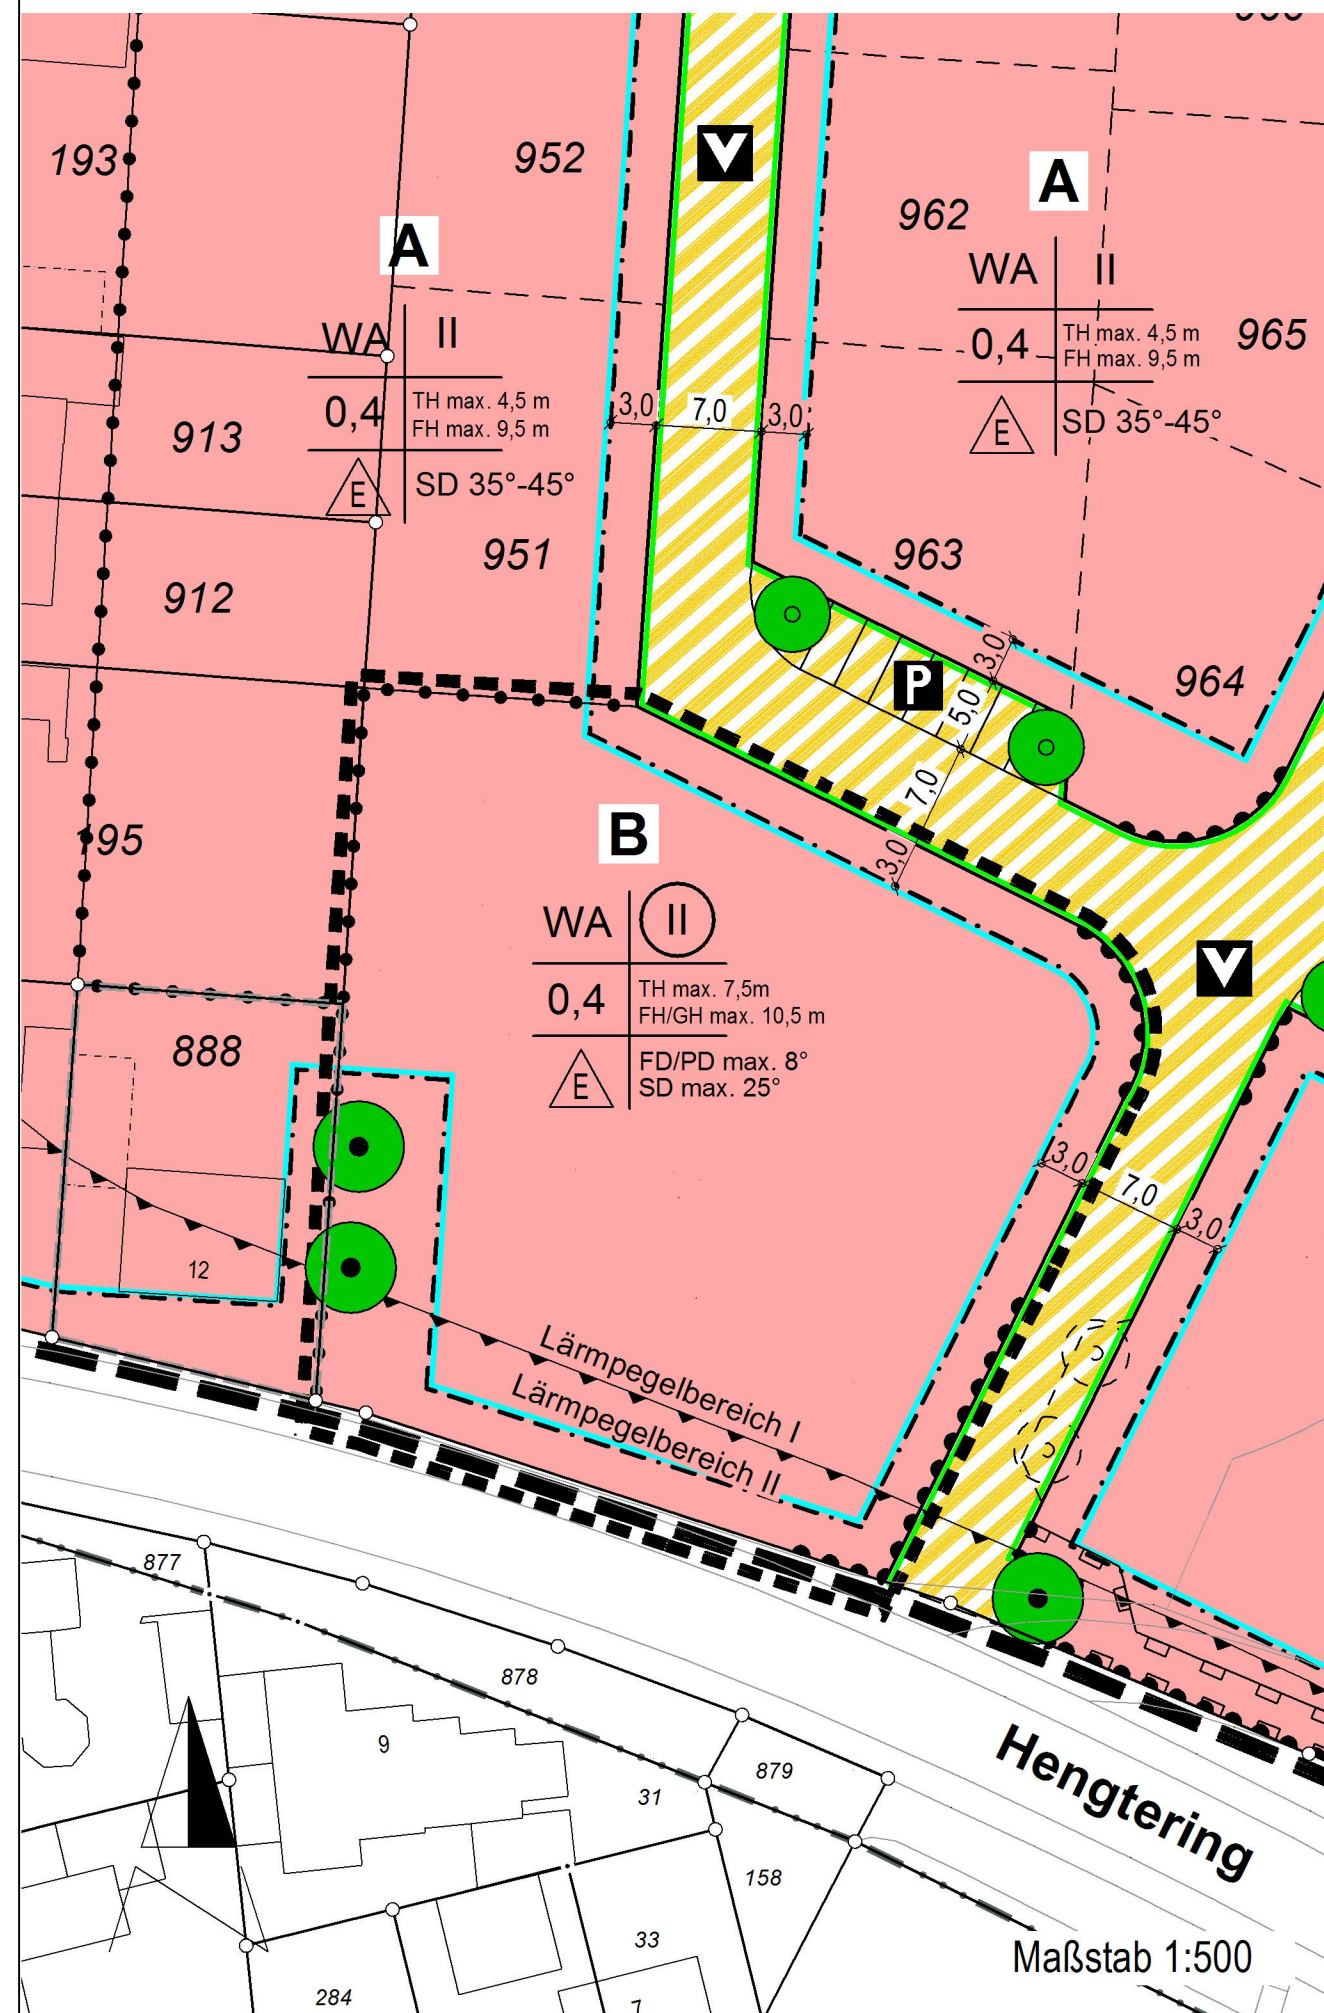 193
952
A
962
A
WA II
0,4 TH max. 4,5 m
FH max. 9,5 m
E SD 35°-45°
965
WA II
0,4 TH max. 4,5 m
FH max. 9,5 m
E SD 35°-45°
3,0 7,0 3,0
913
951
963
912
3,0
P
5,0
964
7,0
3,0
195
B
WA II
0,4 TH max. 7,5m
FH/GH max. 10,5 m
E FD/PD max. 8°
SD max. 25°
888
3,0 7,0 3,0
12
Lärmpegelbereich I
Lärmpegelbereich II
877
878
9
879
31
Hengtering
158
33
Maßstab 1:500
284
7